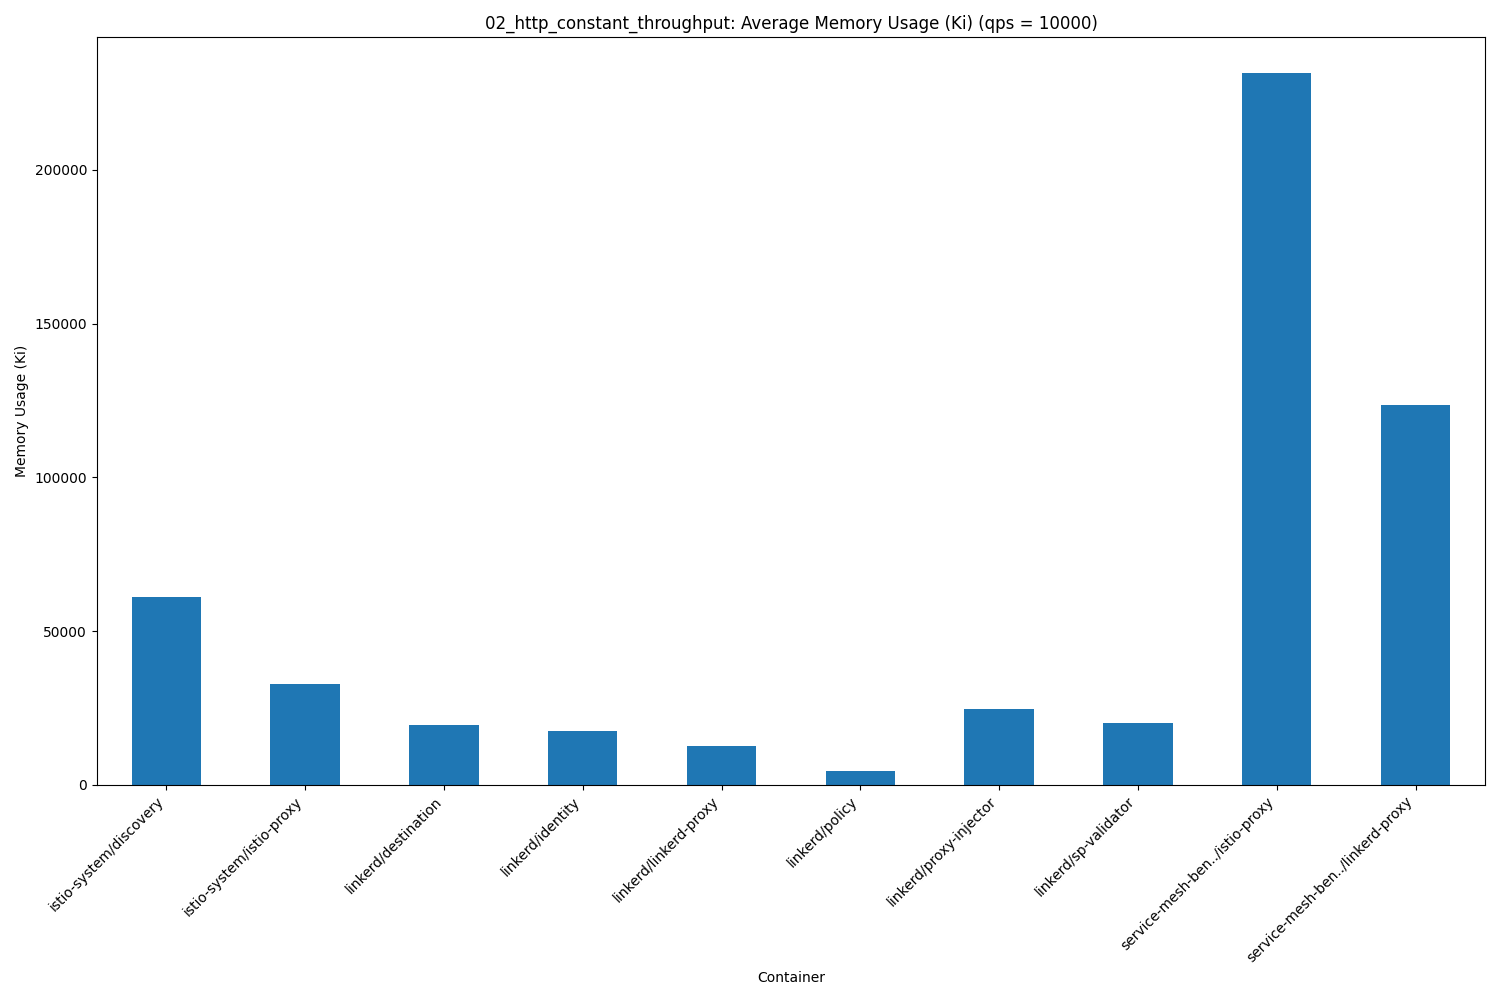 02_http_constant_throughput: Average Memory Usage (Ki) (qps = 10000)
Memory Usage (Ki)
200000
150000
100000
50000
0
istio-system/discovery
istio-system/istio-proxy
linkerd/destination
linkerd/identity
linkerd/linkerd-proxy
linkerd/policy
linkerd/proxy-injector
linkerd/sp-validator
service-mesh-ben../istio-proxy
service-mesh-ben../linkerd-proxy
Container